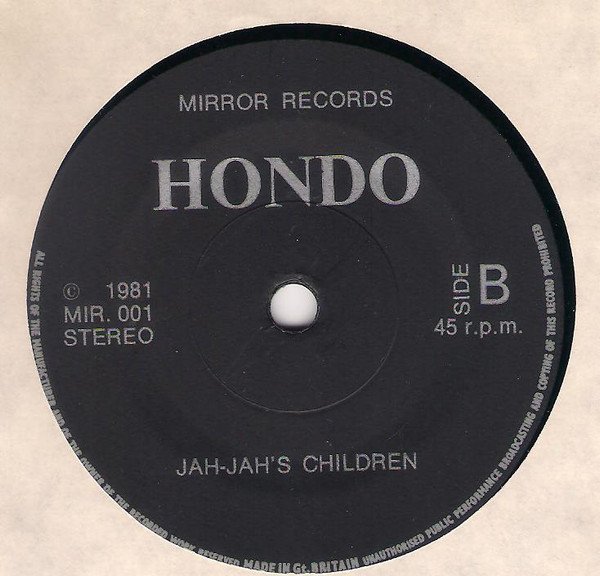 MIRROR RECORDS
HONDO
© 1981
MIR. 001
STEREO
SIDE B
45 r.p.m.
JAH-JAH'S CHILDREN
ALL RIGHTS OF THE MANUFACTURER AND OF THE OWNER OF THE RECORDED WORK RESERVED MADE IN Gt. BRITAIN UNAUTHORISED PUBLIC PERFORMANCE BROADCASTING AND COPYING OF THIS RECORD PROHIBITED